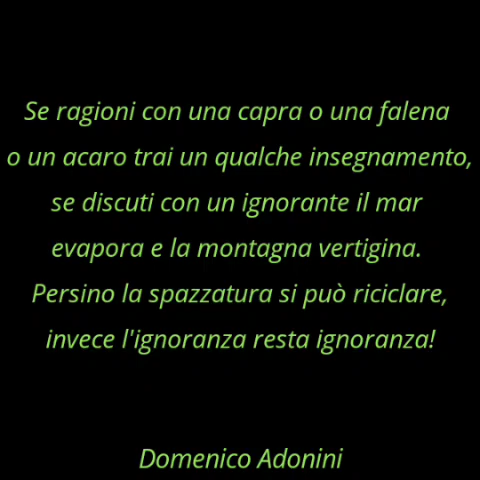 Se ragioni con una capra o una falena
o un acaro trai un qualche insegnamento,
se discuti con un ignorante il mar
evapora e la montagna vertigina.
Persino la spazzatura si può riciclare,
invece l'ignoranza resta ignoranza!
Domenico Adonini